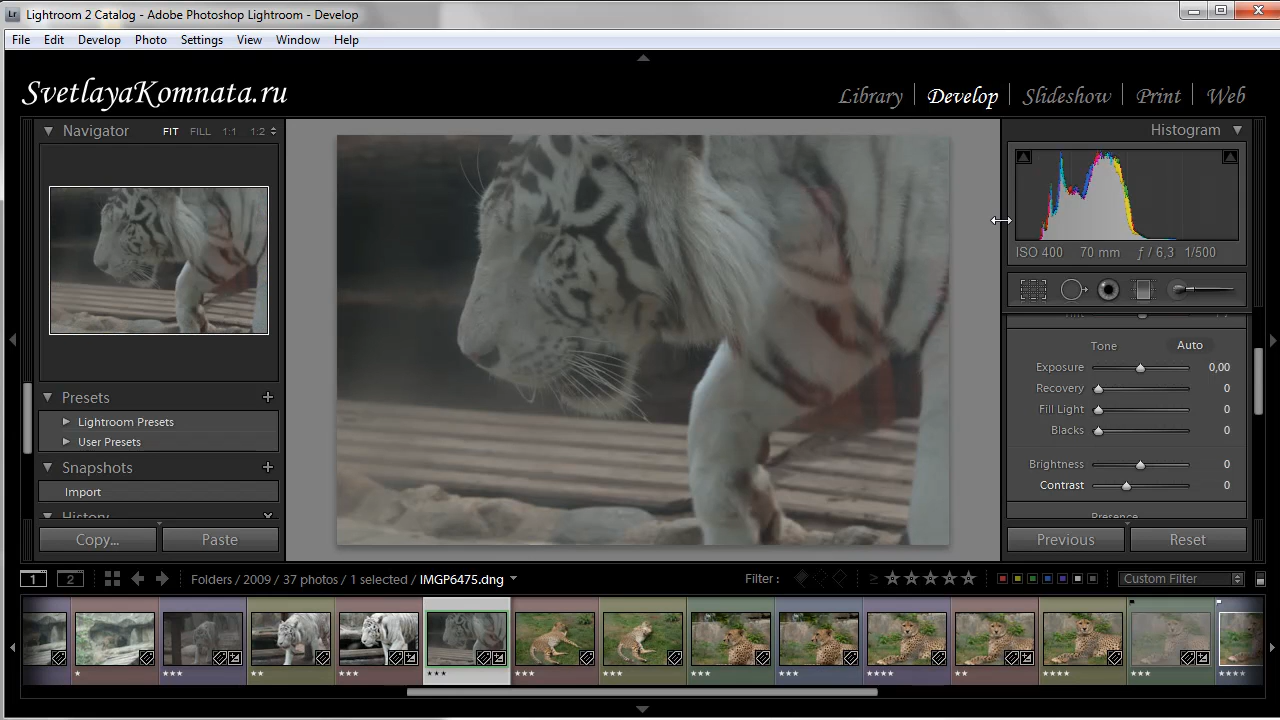 Lr Lightroom 2 Catalog - Adobe Photoshop Lightroom - Develop
File Edit Develop Photo Settings View Window Help
SvetlayaKomnata.ru
Library | Develop | Slideshow | Print | Web
Navigator FIT FILL 1:1 1:2
Histogram
ISO 400 70 mm ƒ / 6,3 1/500
Tone Auto
Exposure 0,00
Recovery 0
Fill Light 0
Blacks 0
Brightness 0
Contrast 0
Presence
Presets +
Lightroom Presets
User Presets
Snapshots +
Import
History
Copy... Paste
Previous Reset
1 2 Folders / 2009 / 37 photos / 1 selected / IMGP6475.dng
Filter : Custom Filter